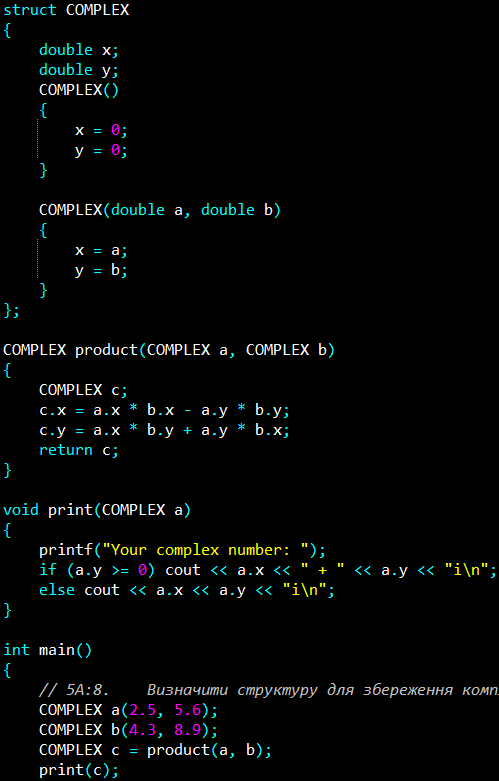 struct COMPLEX
{
    double x;
    double y;
    COMPLEX()
    {
        x = 0;
        y = 0;
    }

    COMPLEX(double a, double b)
    {
        x = a;
        y = b;
    }
};

COMPLEX product(COMPLEX a, COMPLEX b)
{
    COMPLEX c;
    c.x = a.x * b.x - a.y * b.y;
    c.y = a.x * b.y + a.y * b.x;
    return c;
}

void print(COMPLEX a)
{
    printf("Your complex number: ");
    if (a.y >= 0) cout << a.x << " + " << a.y << "i\n";
    else cout << a.x << a.y << "i\n";
}

int main()
{
    // 5A:8.    Визначити структуру для збереження
    COMPLEX a(2.5, 5.6);
    COMPLEX b(4.3, 8.9);
    COMPLEX c = product(a, b);
    print(c);